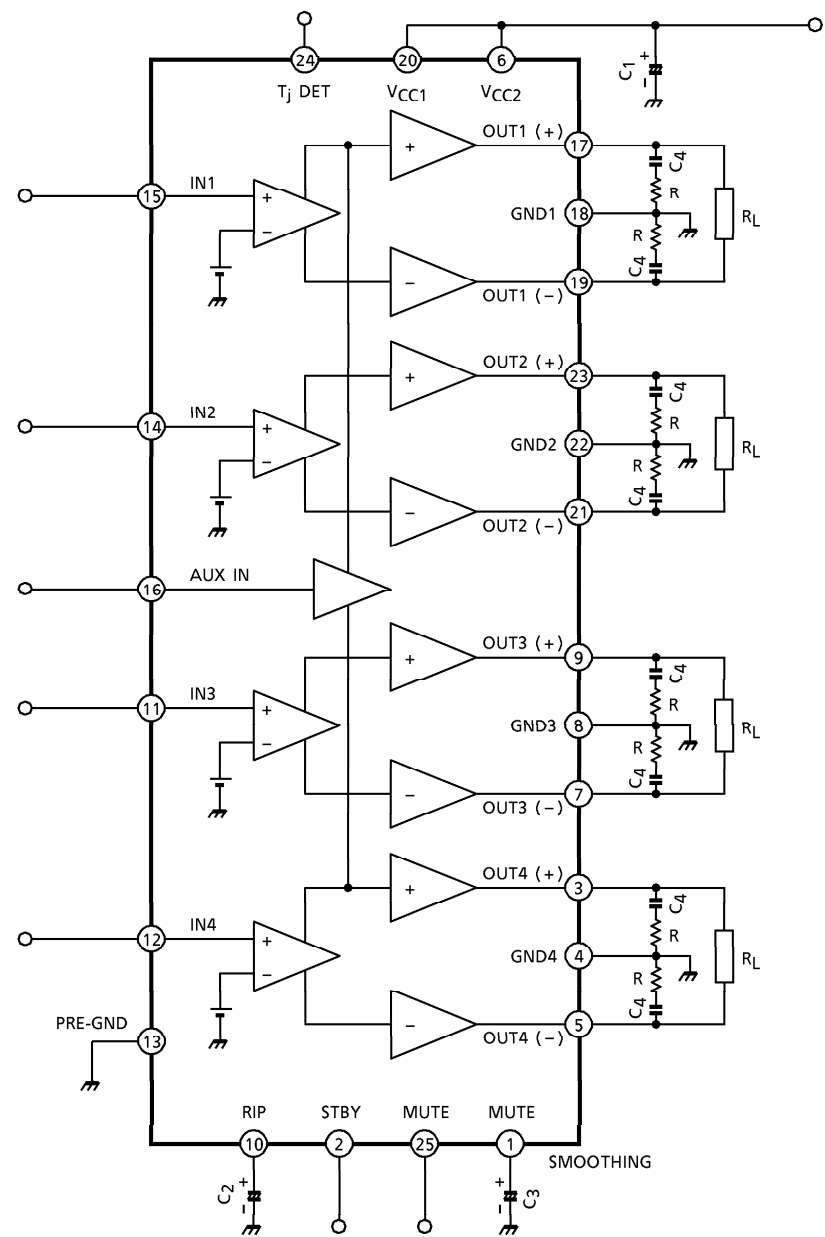 24 20 6
Tj DET VCC1 VCC2
C1 + -
OUT1 (+) 17
+
C4
R
15 IN1
+
-
GND1 18
RL
R
C4
-
OUT1 (-) 19
OUT2 (+) 23
+
C4
R
14 IN2
+
-
GND2 22
RL
R
C4
-
OUT2 (-) 21
16 AUX IN
OUT3 (+) 9
+
C4
R
11 IN3
+
-
GND3 8
RL
R
C4
-
OUT3 (-) 7
OUT4 (+) 3
+
C4
R
12 IN4
+
-
GND4 4
RL
R
C4
-
OUT4 (-) 5
PRE-GND
13
RIP STBY MUTE MUTE
10 2 25 1
SMOOTHING
C2 + -
+ - C3